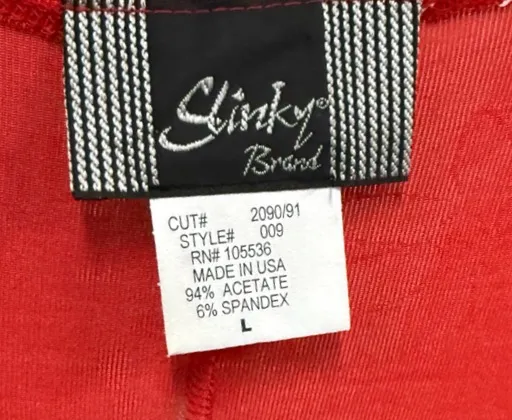 Slinky®
Brand
CUT# 2090/91
STYLE# 009
RN# 105536
MADE IN USA
94% ACETATE
6% SPANDEX
L